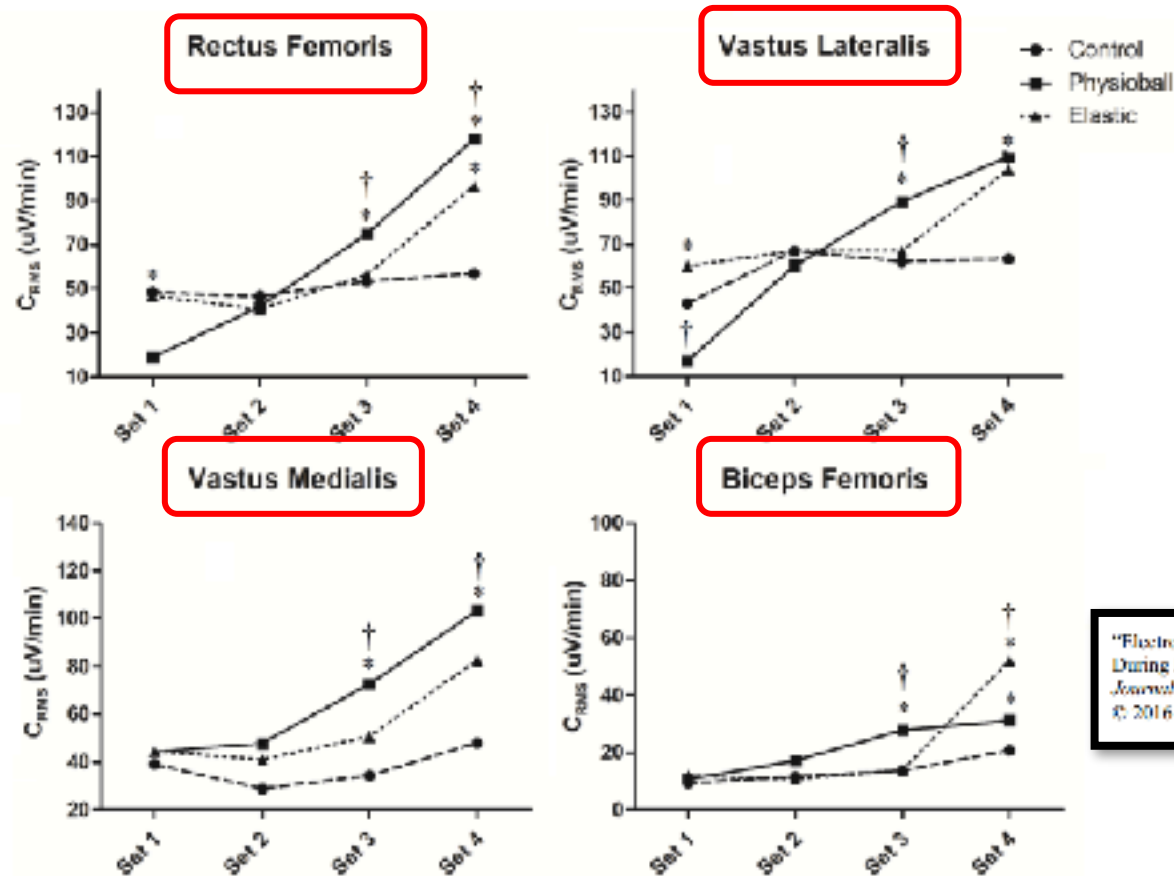 Rectus Femoris
Vastus Lateralis
Control
Physioball
Elastic
C_RMS (uV/min)
130
110
90
70
50
30
10
*
†
*
†
*
*
Set 1
Set 2
Set 3
Set 4
C_RMS (uV/min)
130
110
90
70
50
30
10
*
†
†
*
*
Set 1
Set 2
Set 3
Set 4
Vastus Medialis
Biceps Femoris
C_RMS (uV/min)
140
120
100
80
60
40
20
†
*
†
*
Set 1
Set 2
Set 3
Set 4
C_RMS (uV/min)
100
80
60
40
20
0
†
*
†
*
*
Set 1
Set 2
Set 3
Set 4
"Electro
During
Journal
© 2016